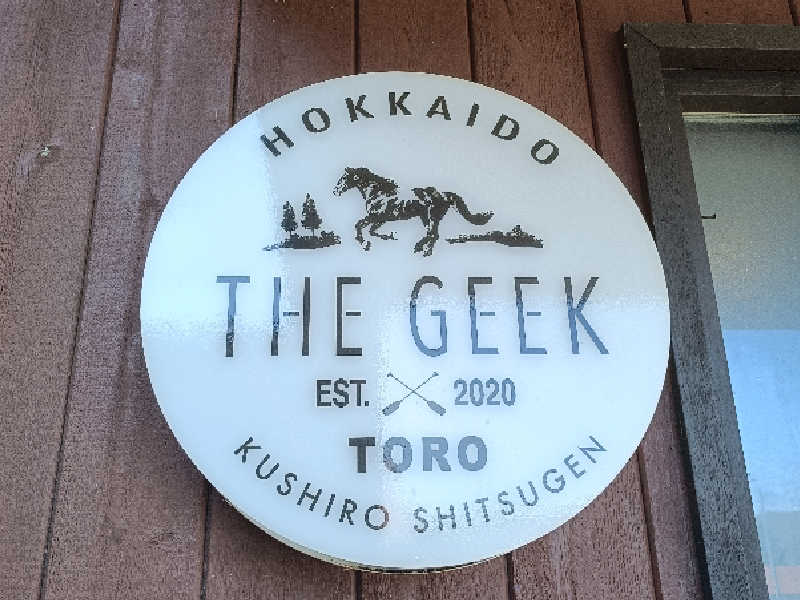 HOKKAIDO
THE GEEK
EST. 2020
TORO
KUSHIRO SHITSUGEN